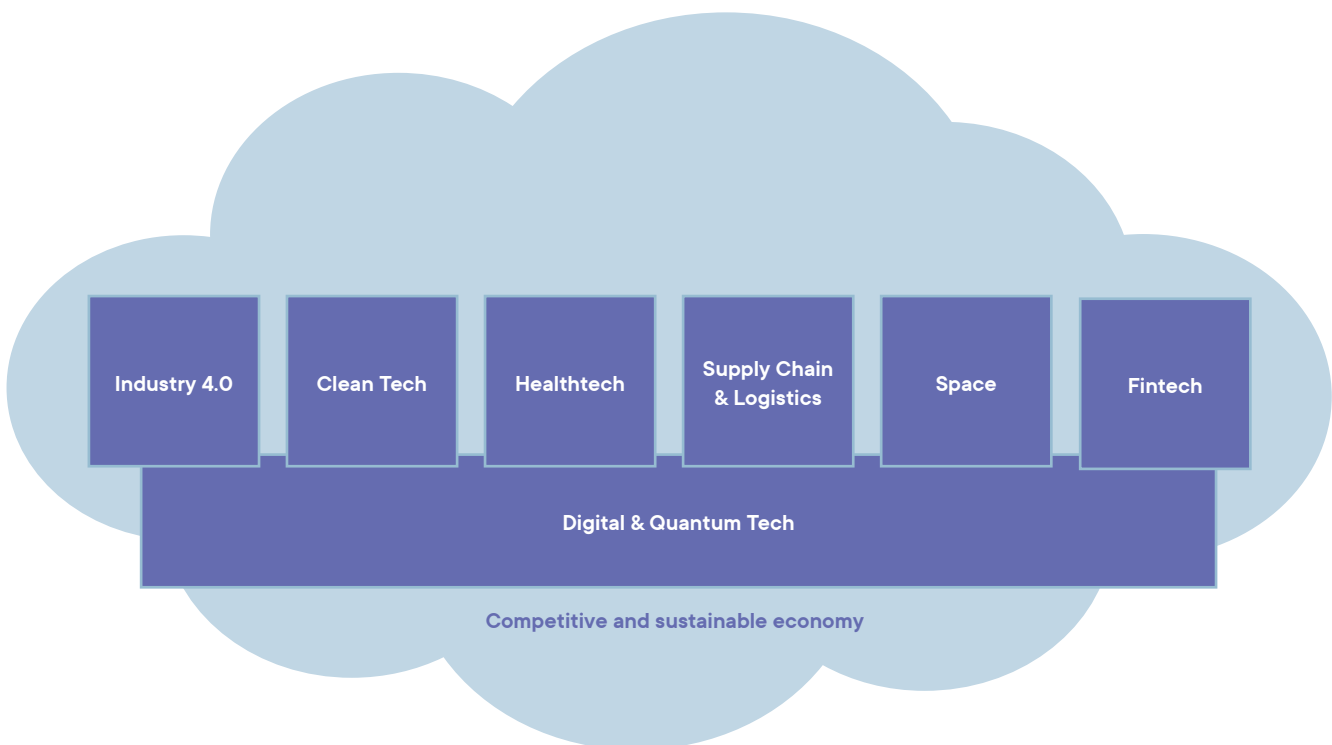 Industry 4.0
Clean Tech
Healthtech
Supply Chain
& Logistics
Space
Fintech
Digital & Quantum Tech
Competitive and sustainable economy